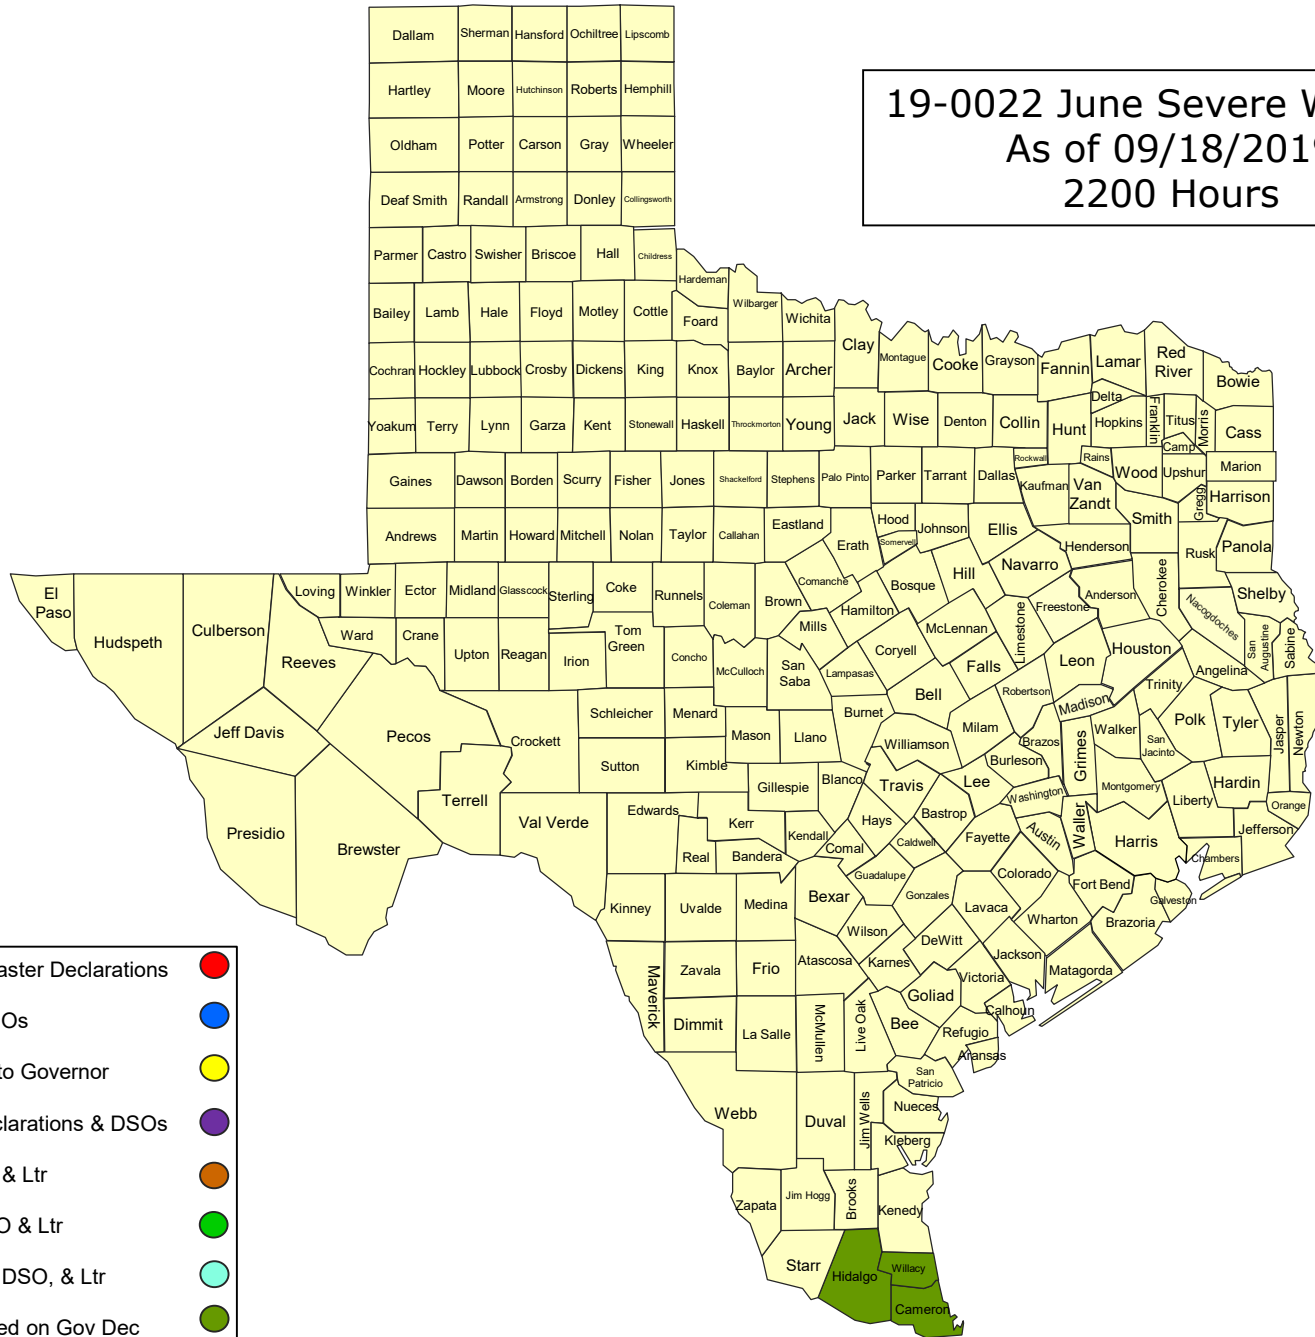 Dallam Sherman Hansford Ochiltree Lipscomb
Hartley Moore Hutchinson Roberts Hemphill
19-0022 June Severe
As of 09/18/201
2200 Hours
Oldham Potter Carson Gray Wheeler
Deaf Smith Randall Armstrong Donley Collingsworth
Parmer Castro Swisher Briscoe Hall Childress
Hardeman
Bailey Lamb Hale Floyd Motley Cottle Foard Wilbarger Wichita
Clay Montague Cooke Grayson Fannin Lamar Red
River
Bowie
Cochran Hockley Lubbock Crosby Dickens King Knox Baylor Archer
Delta
Yoakum Terry Lynn Garza Kent Stonewall Haskell Throckmorton Young Jack Wise Denton Collin Hunt Hopkins Franklin Titus Morris Cass
Camp
Rockwall Rains
Gaines Dawson Borden Scurry Fisher Jones Shackelford Stephens Palo Pinto Parker Tarrant Dallas Kaufman Van
Zandt
Wood Upshur Marion
Gregg Harrison
Andrews Martin Howard Mitchell Nolan Taylor Callahan Eastland Erath Hood Somervell Johnson Ellis Henderson Smith Rusk Panola
El
Paso
Hudspeth Culberson Loving Winkler Ector Midland Glasscock Sterling Coke Runnels Coleman Brown Comanche Hamilton Bosque Hill Navarro Freestone Anderson Cherokee Nacogdoches Shelby
Reeves Ward Crane Upton Reagan Irion Tom
Green
Concho McCulloch San
Saba
Mills Lampasas Coryell McLennan Limestone Falls Leon Houston Angelina San
Augustine
Sabine
Jeff Davis Pecos Crockett Schleicher Menard Mason Llano Burnet Bell Milam Robertson Madison Trinity Polk Tyler Jasper Newton
Sutton Kimble Gillespie Blanco Williamson Burleson Brazos Grimes Walker San
Jacinto
Presidio Brewster Terrell Val Verde Edwards Kerr Kendall Travis Lee Washington Montgomery Liberty Hardin Orange
Real Bandera Comal Hays Caldwell Bastrop Fayette Austin Waller Harris Chambers Jefferson
Kinney Uvalde Medina Bexar Guadalupe Gonzales Lavaca Colorado Wharton Fort Bend Brazoria Galveston
Maverick Zavala Frio Atascosa Wilson Karnes DeWitt Jackson Matagorda
Dimmit La Salle McMullen Live Oak Bee Goliad Victoria Calhoun
Refugio
Aransas
San
Patricio
Webb Duval Jim Wells Nueces
Kleberg
Zapata Jim Hogg Brooks Kenedy
Starr Hidalgo Willacy
Cameron
aster Declarations
Os
to Governor
clarations & DSOs
& Ltr
O & Ltr
DSO, & Ltr
ed on Gov Dec